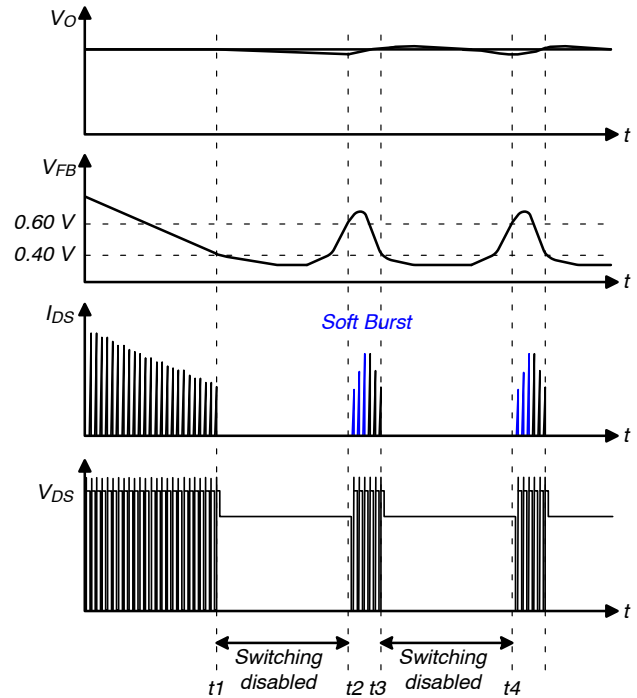 VO
t
VFB
0.60 V
0.40 V
t
IDS
Soft Burst
t
VDS
t
Switching
disabled
Switching
disabled
t1 t2 t3 t4